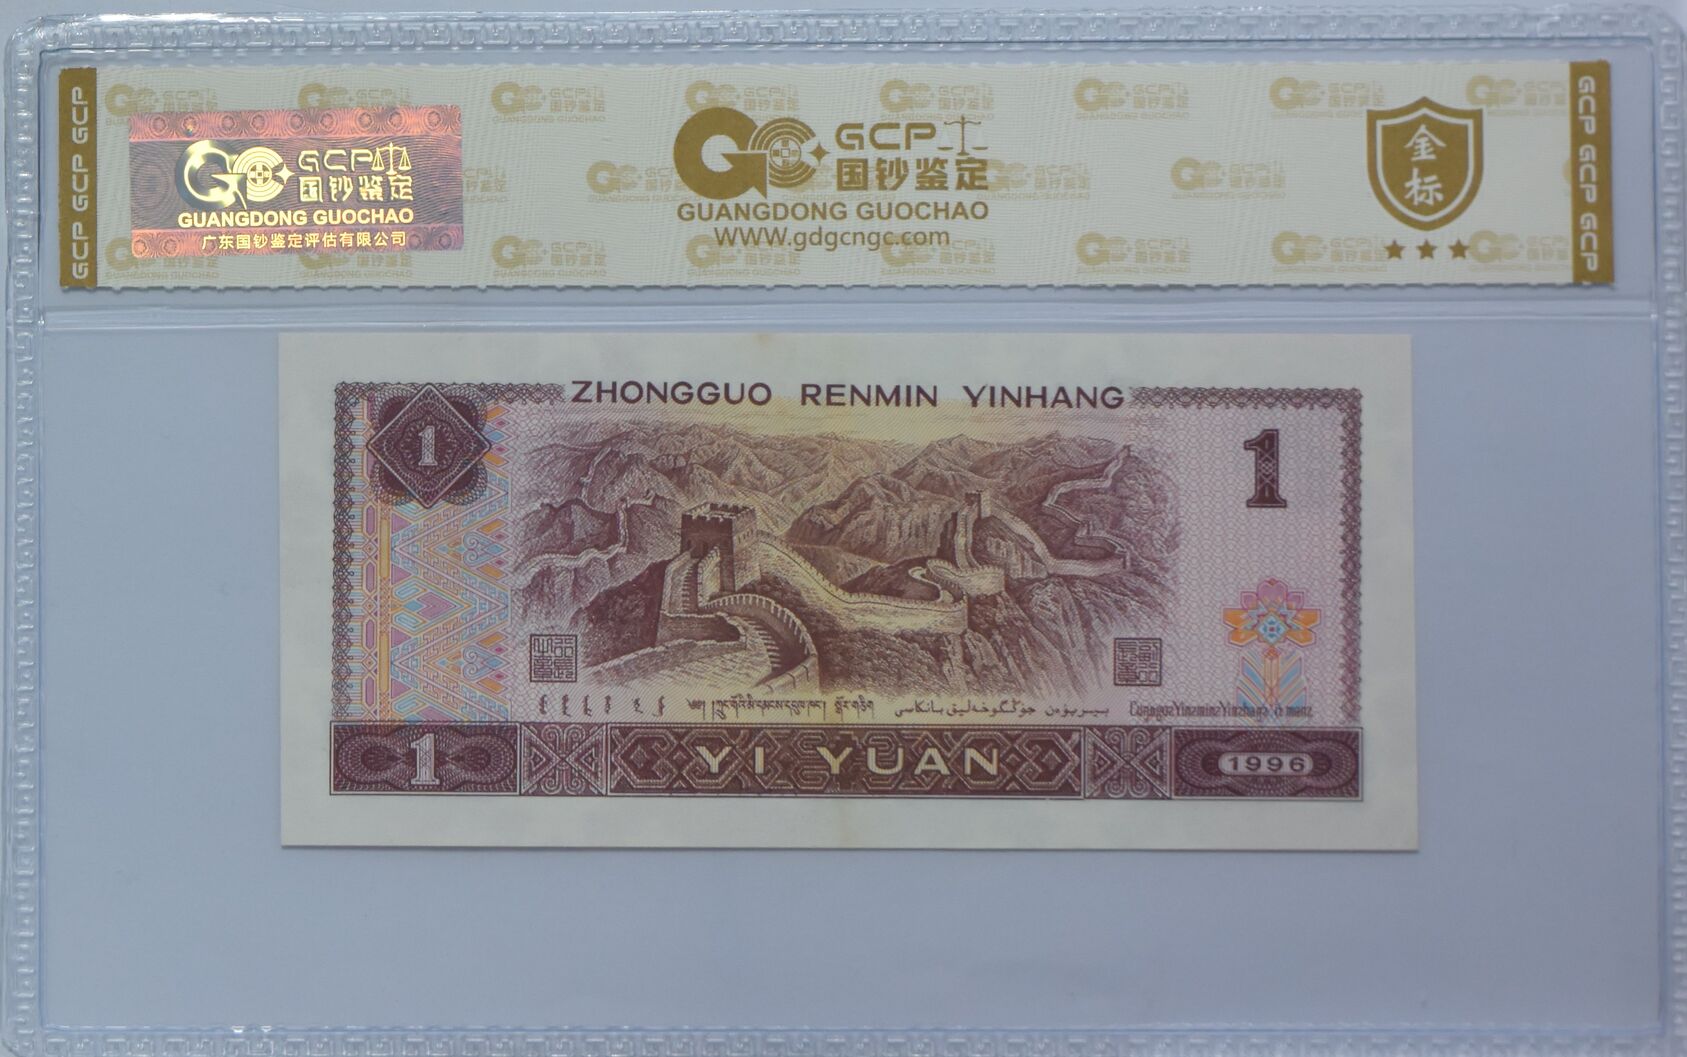 GCP GCP GCP
GCP
国钞鉴定
GUANGDONG GUOCHAO
广东国钞鉴定评估有限公司
GCP
国钞鉴定
GUANGDONG GUOCHAO
WWW.gdgcngc.com
金
标
GCP GCP GCP
ZHONGGUO RENMIN YINHANG
1
1
1
YI YUAN
1996